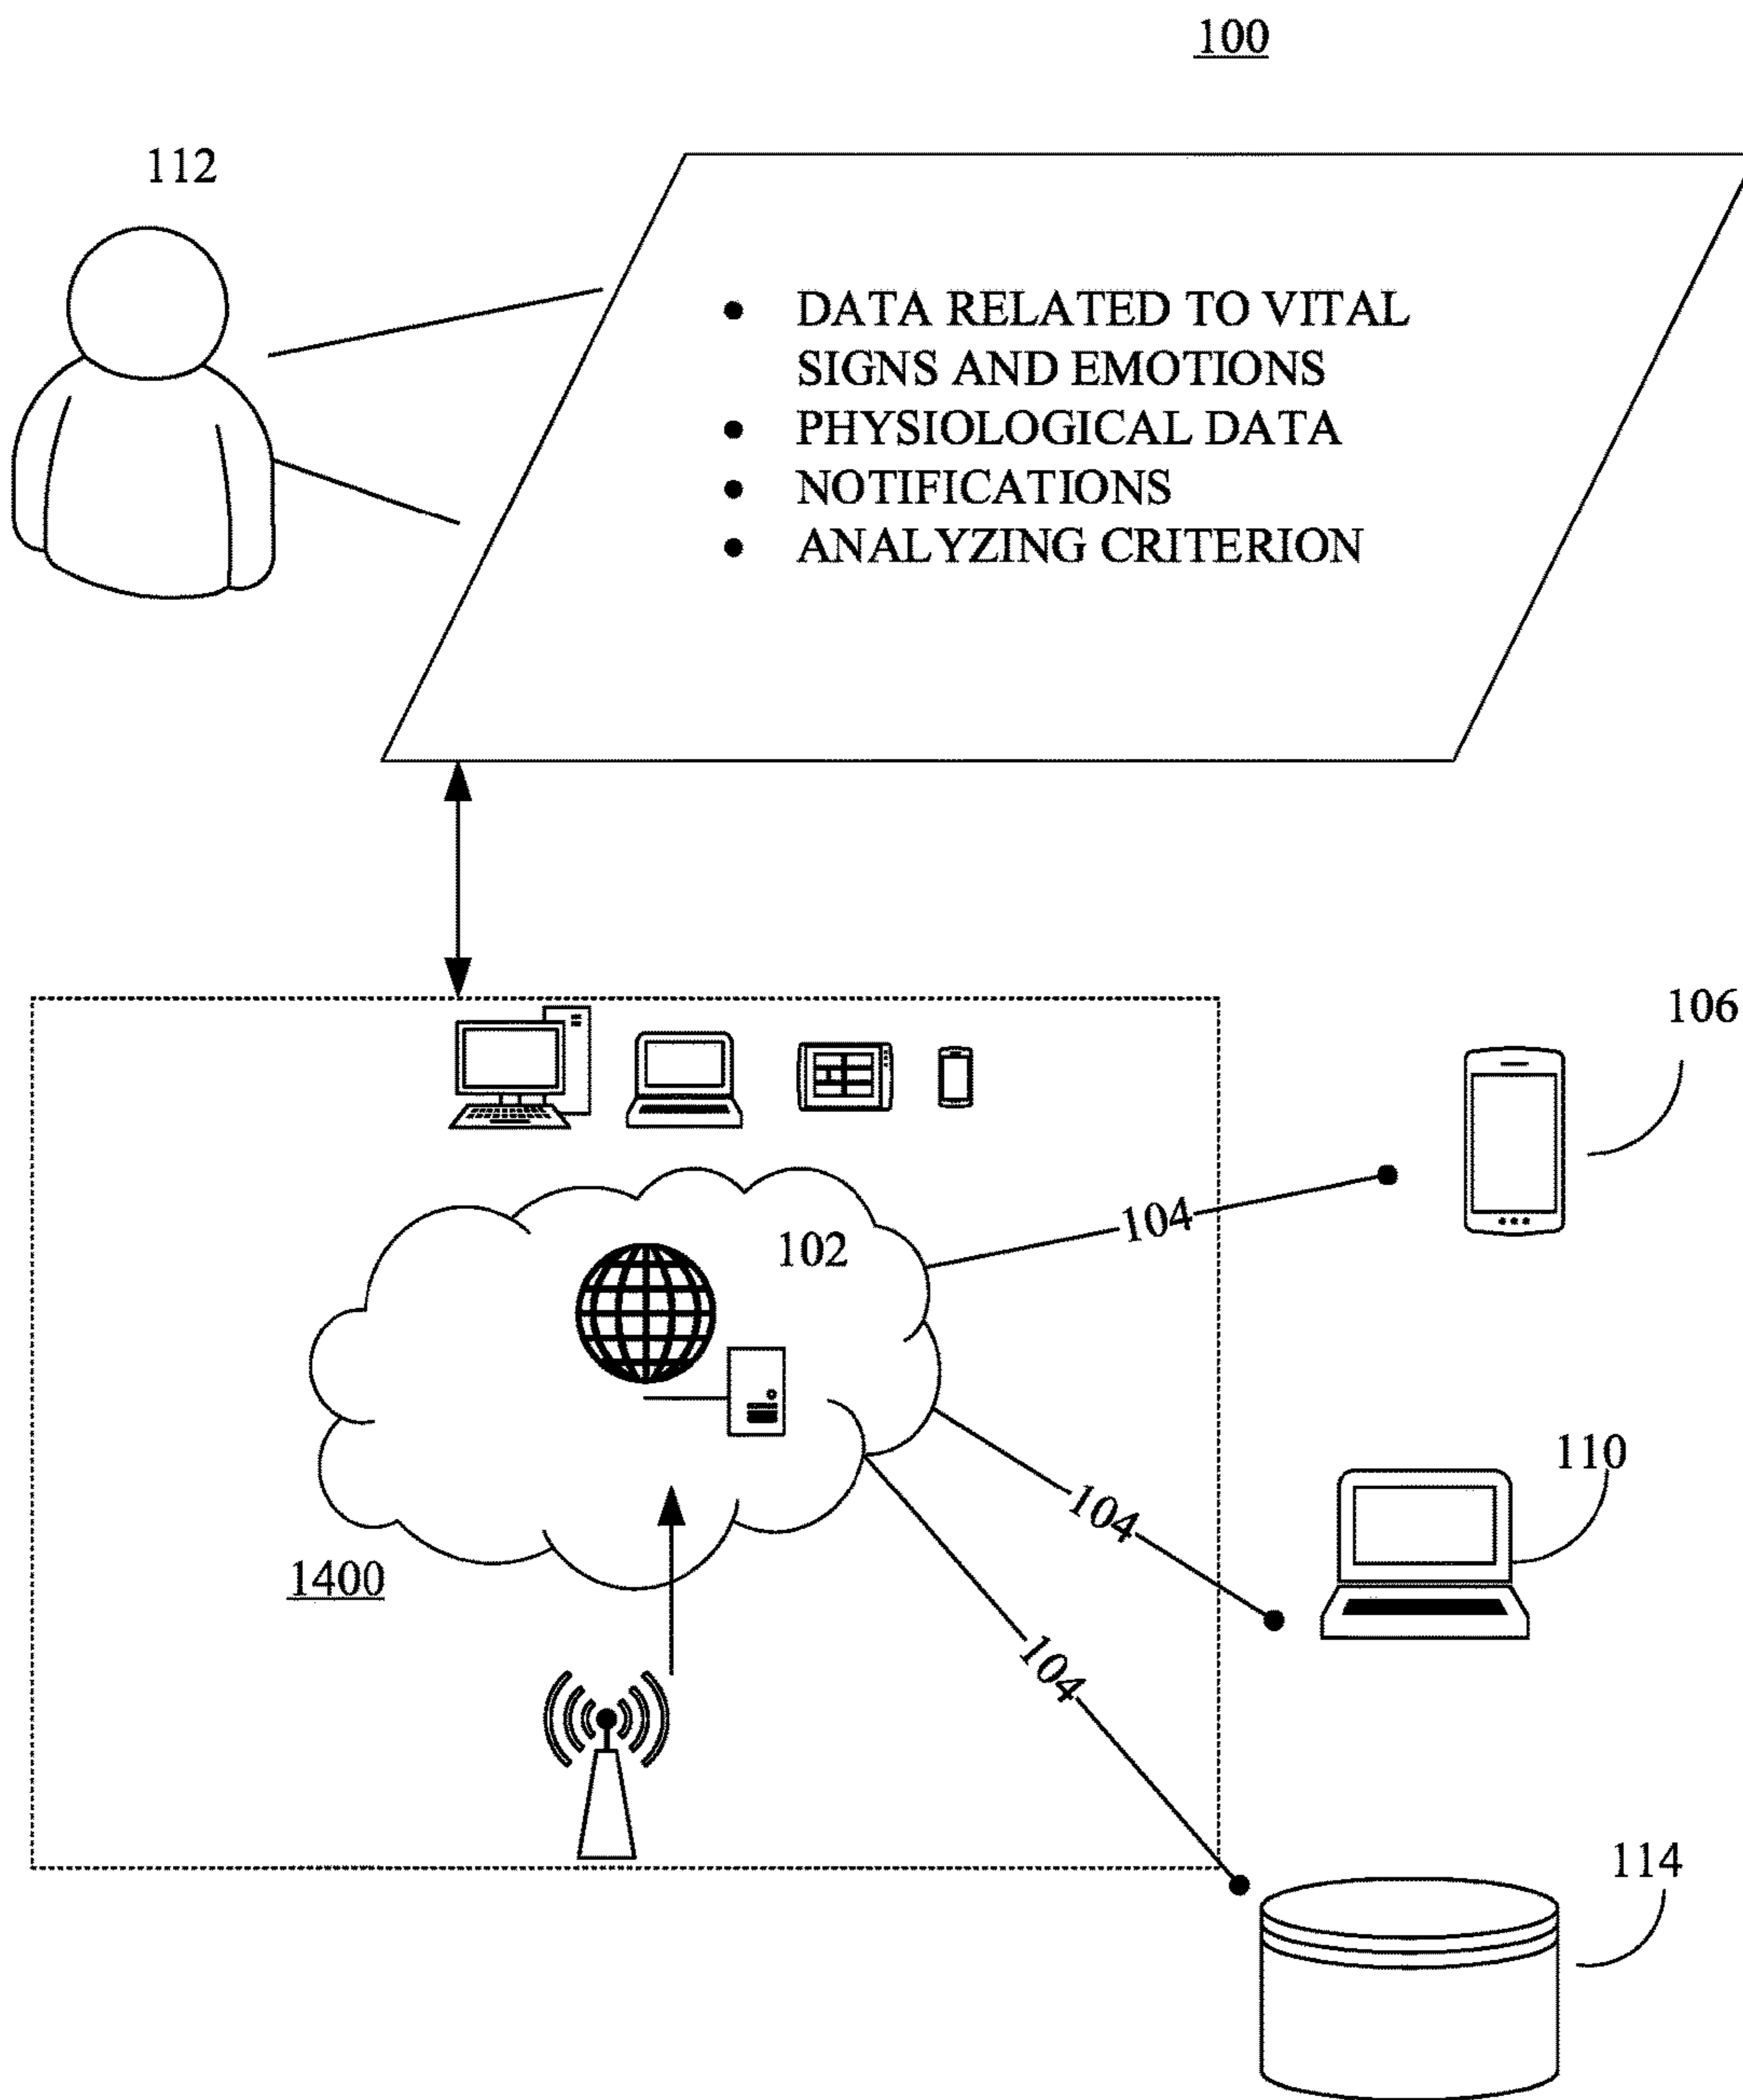 100
112
• DATA RELATED TO VITAL
SIGNS AND EMOTIONS
• PHYSIOLOGICAL DATA
• NOTIFICATIONS
• ANALYZING CRITERION
106
104
102
110
104
1400
104
114